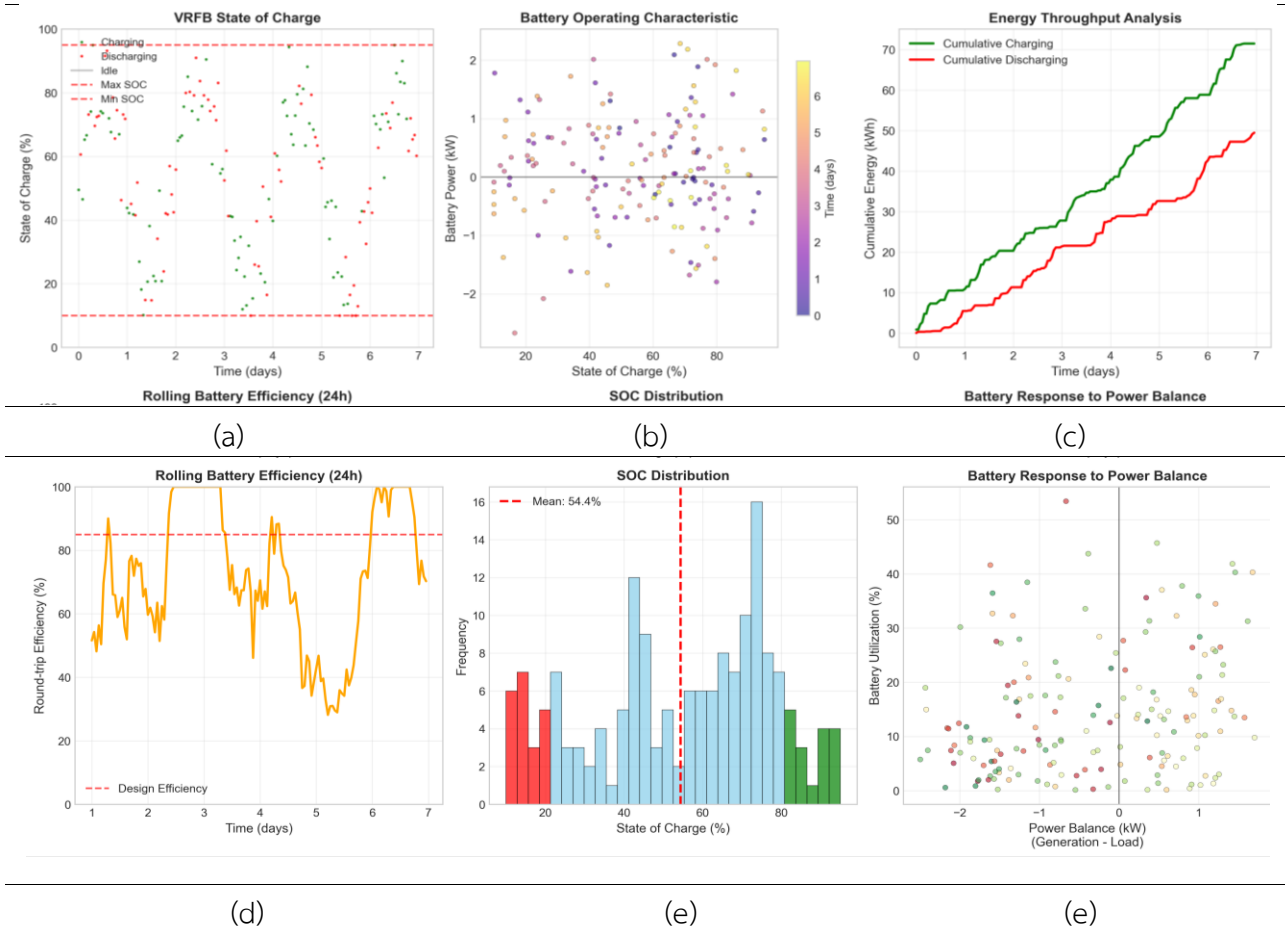 VRFB State of Charge
100
80
60
40
20
0
State of Charge (%)
Charging
Discharging
Idle
Max SOC
Min SOC
0 1 2 3 4 5 6 7
Time (days)
Battery Operating Characteristic
2
1
0
−1
−2
Battery Power (kW)
20 40 60 80
State of Charge (%)
6
5
4
3
2
1
0
Time (days)
Energy Throughput Analysis
Cumulative Charging
Cumulative Discharging
70
60
50
40
30
20
10
0
Cumulative Energy (kWh)
0 1 2 3 4 5 6 7
Time (days)
Rolling Battery Efficiency (24h)
SOC Distribution
Battery Response to Power Balance
(a)
(b)
(c)
Rolling Battery Efficiency (24h)
100
80
60
40
20
0
Round-trip Efficiency (%)
Design Efficiency
1 2 3 4 5 6 7
Time (days)
SOC Distribution
Mean: 54.4%
16
14
12
10
8
6
4
2
0
Frequency
20 40 60 80
State of Charge (%)
Battery Response to Power Balance
50
40
30
20
10
0
Battery Utilization (%)
−2 −1 0 1
Power Balance (kW)
(Generation - Load)
(d)
(e)
(e)